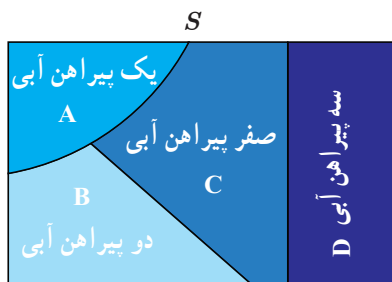 S
یک پیراهن آبی
A
صفر پیراهن آبی
C
B
دو پیراهن آبی
سه پیراهن آبی
D